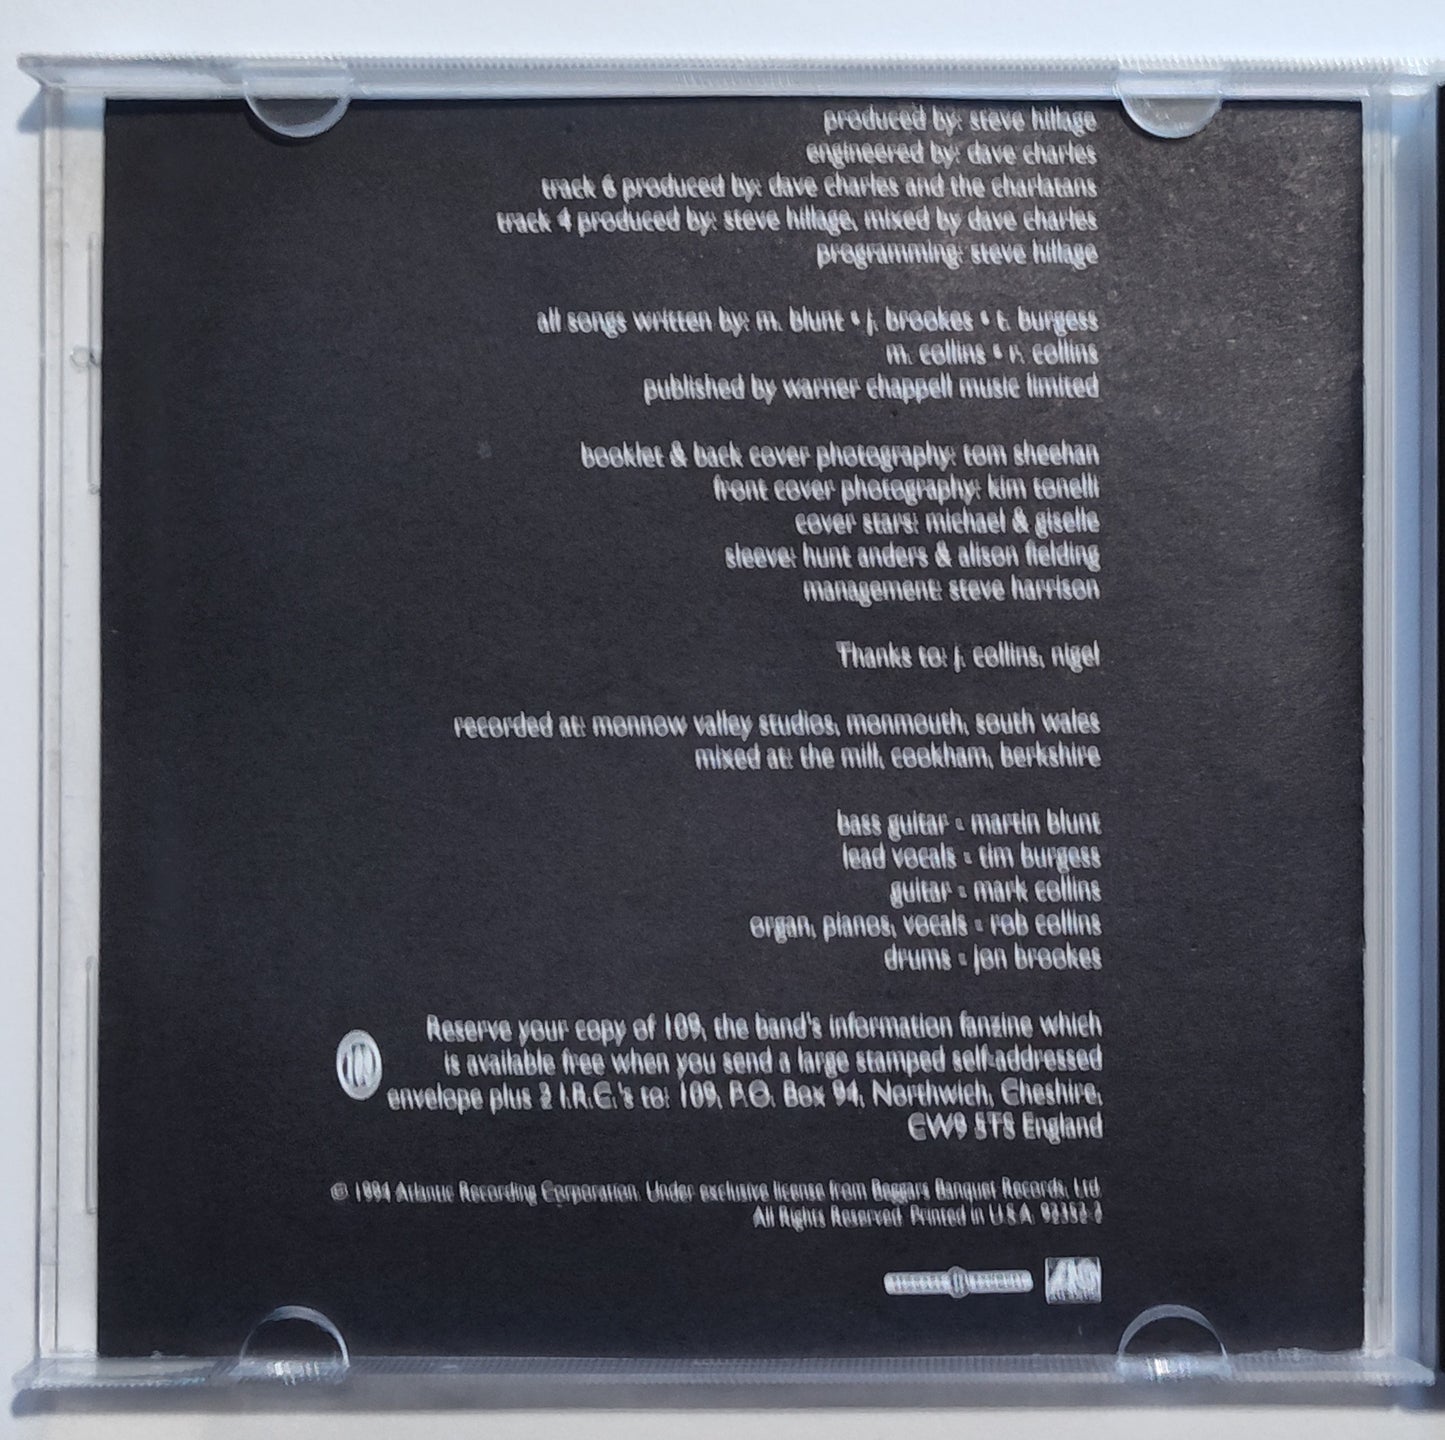 produced by: steve hillage
engineered by: dave charles
track 6 produced by: dave charles and the charlatans
track 4 produced by: steve hillage, mixed by dave charles
programming: steve hillage
all songs written by: m. blunt • j. brookes • t. burgess
m. collins • r. collins
published by warner chappell music limited
booklet & back cover photography: tom sheehan
front cover photography: kim tonelli
cover stars: michael & giselle
sleeve: hunt anders & alison fielding
management: steve harrison
Thanks to: j. collins, nigel
recorded at: monnow valley studios, monmouth, south wales
mixed at: the mill, cookham, berkshire
bass guitar - martin blunt
lead vocals - tim burgess
guitar - mark collins
organ, pianos, vocals - rob collins
drums - jon brookes
Reserve your copy of 109, the band's information fanzine which
is available free when you send a large stamped self-addressed
envelope plus 2 I.R.C.'s to: 109, P.O. Box 94, Northwich, Cheshire,
CW9 England
© 1994 Atlantic Recording Corporation. Under exclusive license from Beggars Banquet Records, Ltd.
All Rights Reserved. Printed in U.S.A. 92352-2